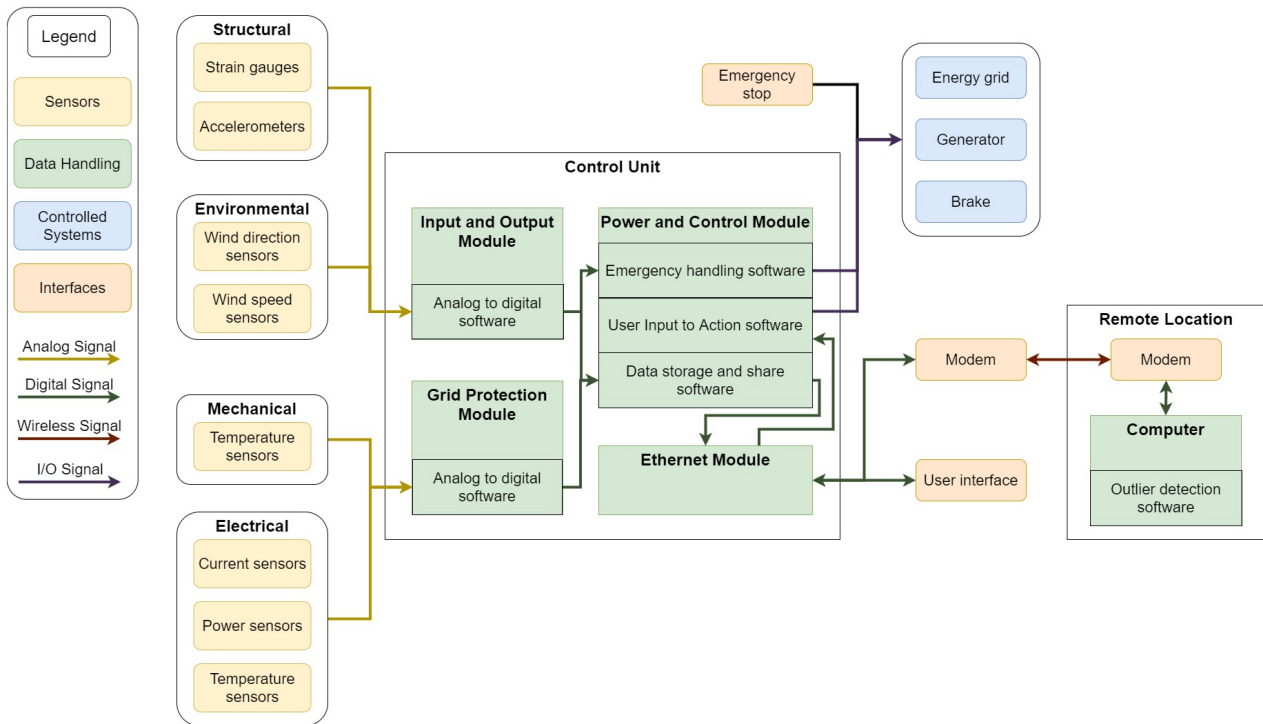 Legend
Sensors
Data Handling
Controlled
Systems
Interfaces
Analog Signal
Digital Signal
Wireless Signal
I/O Signal
Structural
Strain gauges
Accelerometers
Environmental
Wind direction
sensors
Wind speed
sensors
Mechanical
Temperature
sensors
Electrical
Current sensors
Power sensors
Temperature
sensors
Control Unit
Input and Output
Module
Analog to digital
software
Grid Protection
Module
Analog to digital
software
Power and Control Module
Emergency handling software
User Input to Action software
Data storage and share
software
Ethernet Module
Emergency
stop
Energy grid
Generator
Brake
Modem
User interface
Remote Location
Modem
Computer
Outlier detection
software